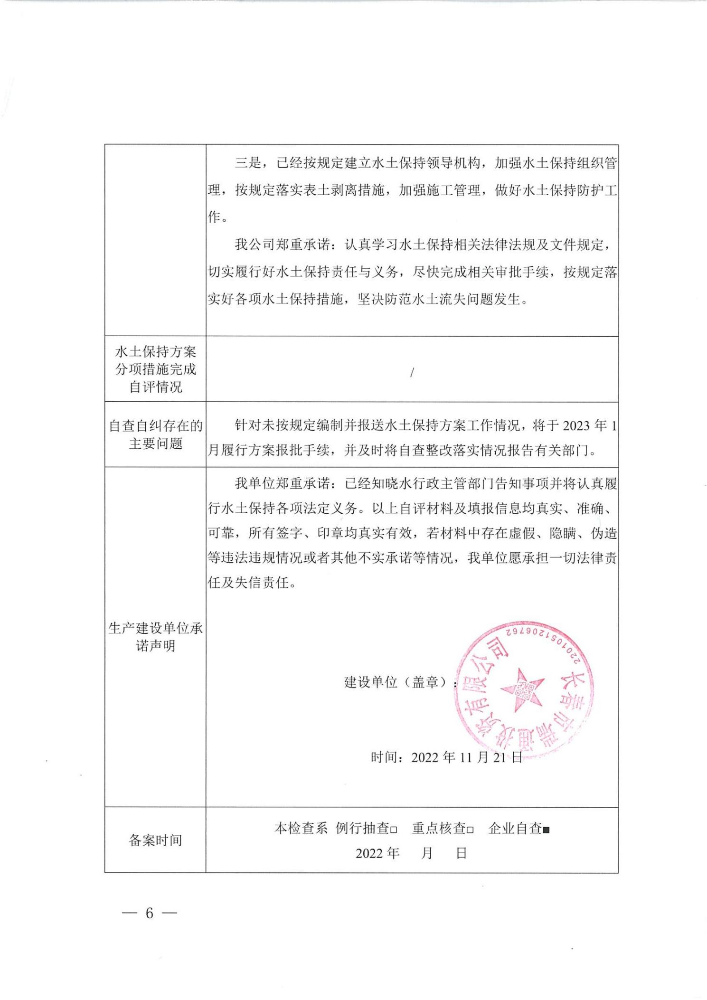 三是，已经按规定建立水土保持领导机构，加强水土保持组织管
理，按规定落实表土剥离措施，加强施工管理，做好水土保持防护工
作。
我公司郑重承诺：认真学习水土保持相关法律法规及文件规定，
切实履行好水土保持责任与义务，尽快完成相关审批手续，按规定落
实好各项水土保持措施，坚决防范水土流失问题发生。
水土保持方案
分项措施完成
自评情况
/
自查自纠存在的
主要问题
针对未按规定编制并报送水土保持方案工作情况，将于 2023 年 1
月履行方案报批手续，并及时将自查整改落实情况报告有关部门。
生产建设单位承
诺声明
我单位郑重承诺：已经知晓水行政主管部门告知事项并将认真履
行水土保持各项法定义务。以上自评材料及填报信息均真实、准确、
可靠，所有签字、印章均真实有效，若材料中存在虚假、隐瞒、伪造
等违法违规情况或者其他不实承诺等情况，我单位愿承担一切法律责
任及失信责任。
建设单位（盖章）：
长春市瑞通投资有限公司
2201051206762
时间：2022 年 11 月 21 日
备案时间
本检查系 例行抽查□ 重点核查□ 企业自查■
2022 年 月 日
— 6 —